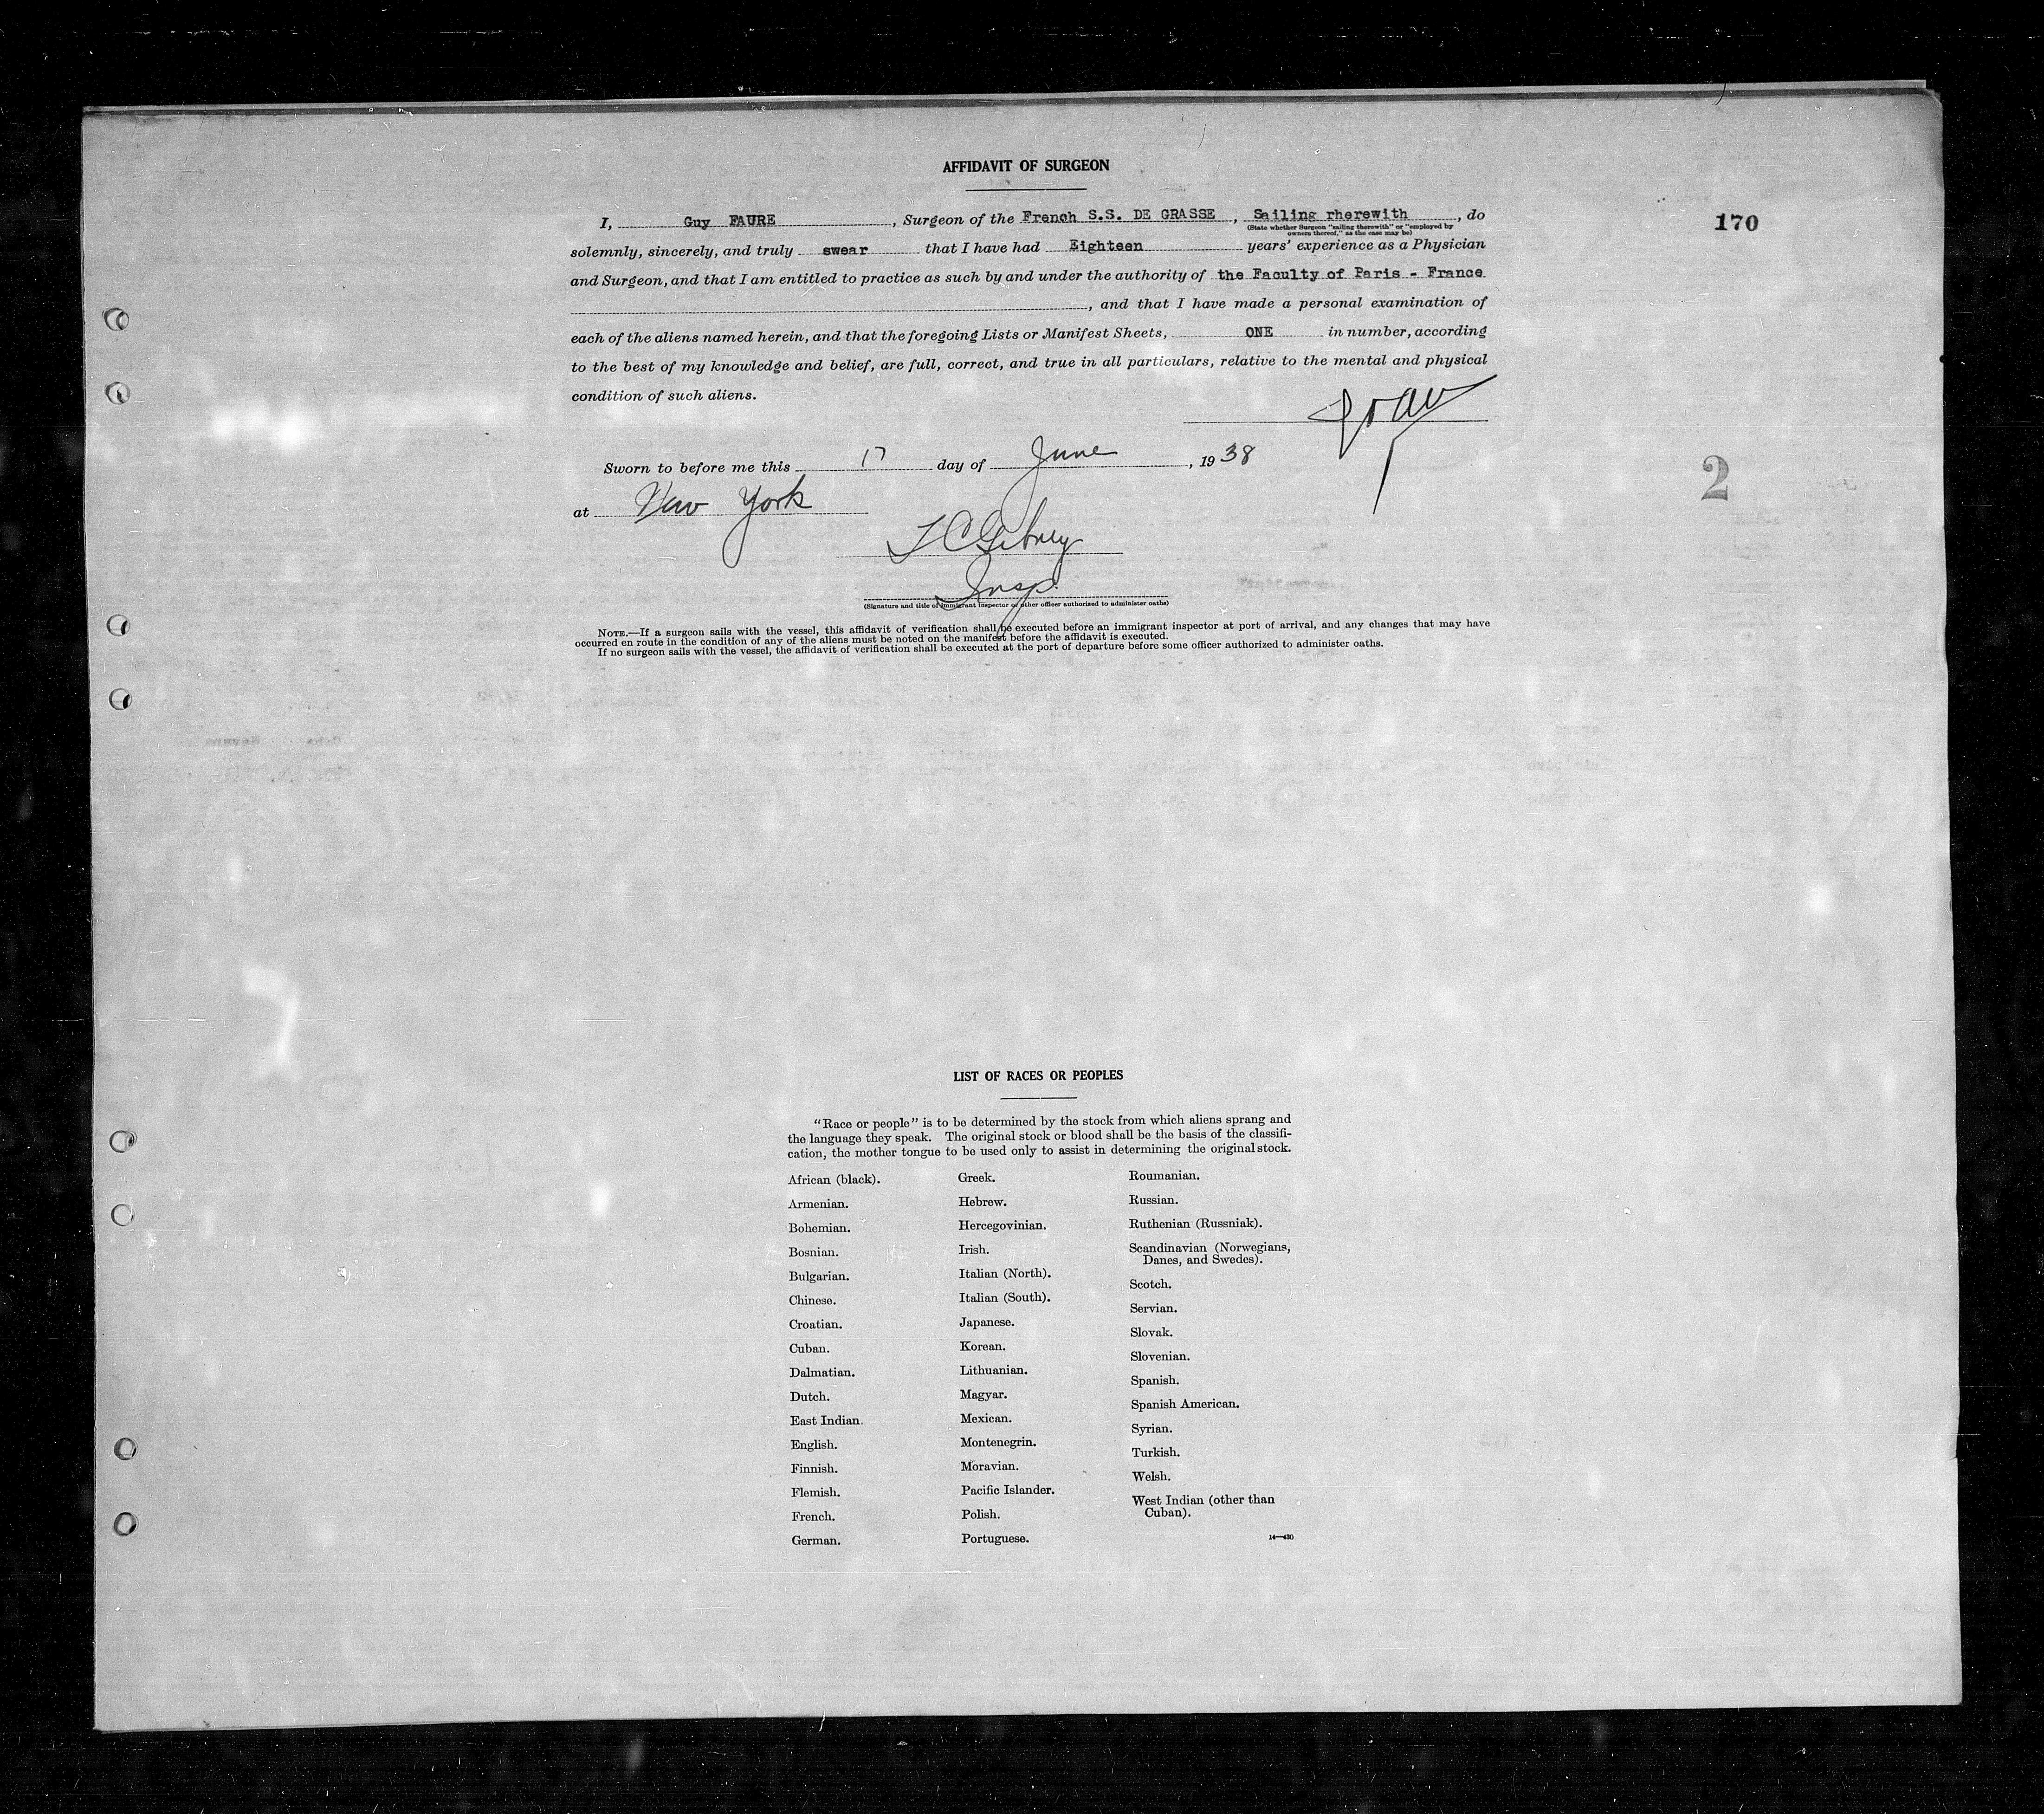 AFFIDAVIT OF SURGEON
I, Guy FAURE, Surgeon of the French S.S. DE GRASSE, Sailing rherewith, do
(State whether Surgeon "sailing therewith" or "employed by
owners thereof," as the case may be)
170
solemnly, sincerely, and truly swear that I have had Eighteen years' experience as a Physician
and Surgeon, and that I am entitled to practice as such by and under the authority of the Faculty of Paris - France
, and that I have made a personal examination of
each of the aliens named herein, and that the foregoing Lists or Manifest Sheets, ONE in number, according
to the best of my knowledge and belief, are full, correct, and true in all particulars, relative to the mental and physical
condition of such aliens.
Sworn to before me this 17 day of June, 1938
2
at New York
Insp.
(Signature and title of immigrant inspector or other officer authorized to administer oaths)
NOTE.—If a surgeon sails with the vessel, this affidavit of verification shall be executed before an immigrant inspector at port of arrival, and any changes that may have
occurred en route in the condition of any of the aliens must be noted on the manifest before the affidavit is executed.
If no surgeon sails with the vessel, the affidavit of verification shall be executed at the port of departure before some officer authorized to administer oaths.
LIST OF RACES OR PEOPLES
"Race or people" is to be determined by the stock from which aliens sprang and
the language they speak. The original stock or blood shall be the basis of the classifi-
cation, the mother tongue to be used only to assist in determining the original stock.
African (black).
Armenian.
Bohemian.
Bosnian.
Bulgarian.
Chinese.
Croatian.
Cuban.
Dalmatian.
Dutch.
East Indian.
English.
Finnish.
Flemish.
French.
German.
Greek.
Hebrew.
Hercegovinian.
Irish.
Italian (North).
Italian (South).
Japanese.
Korean.
Lithuanian.
Magyar.
Mexican.
Montenegrin.
Moravian.
Pacific Islander.
Polish.
Portuguese.
Roumanian.
Russian.
Ruthenian (Russniak).
Scandinavian (Norwegians,
Danes, and Swedes).
Scotch.
Servian.
Slovak.
Slovenian.
Spanish.
Spanish American.
Syrian.
Turkish.
Welsh.
West Indian (other than
Cuban).
14—430